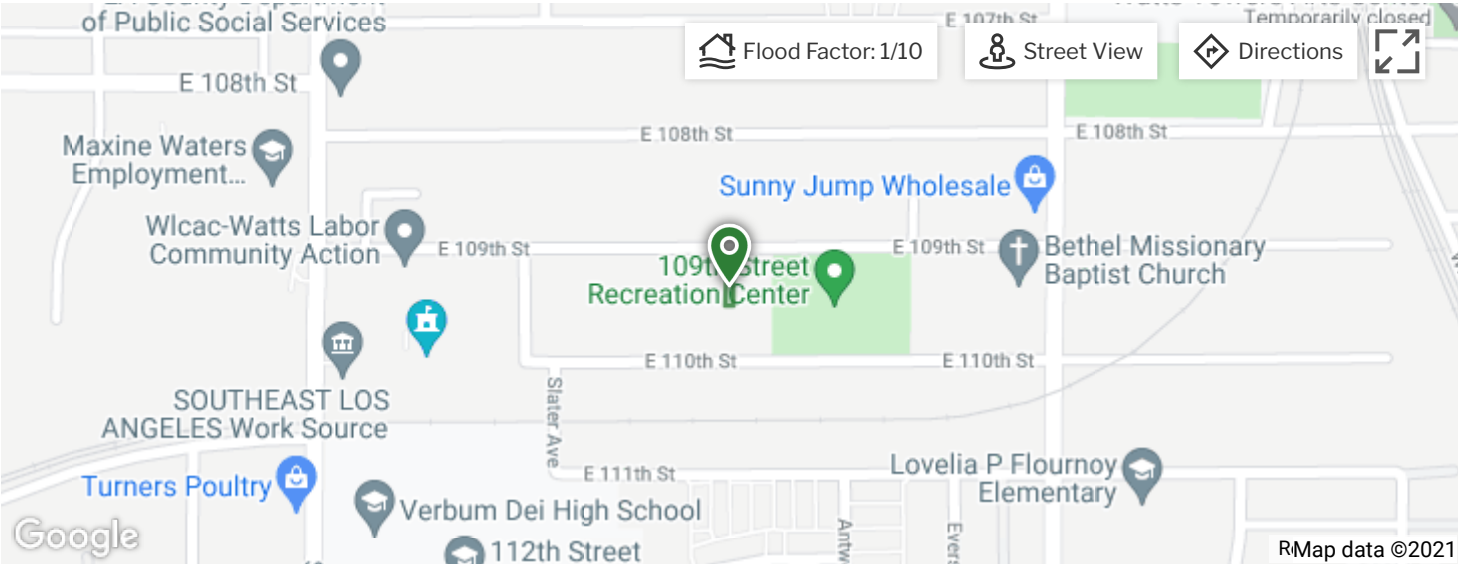 of Public Social Services
E 107th St
Temporarily closed
Flood Factor: 1/10
Street View
Directions
E 108th St
E 108th St
E 108th St
Maxine Waters
Employment...
Sunny Jump Wholesale
Wlcac-Watts Labor
Community Action
E 109th St
E 109th St
Bethel Missionary
Baptist Church
109th Street
Recreation Center
E 110th St
E 110th St
SOUTHEAST LOS
ANGELES Work Source
Slater Ave
E 111th St
Lovelia P Flournoy
Elementary
Turners Poultry
Verbum Dei High School
112th Street
Antw
Evers
Google
Map data ©2021